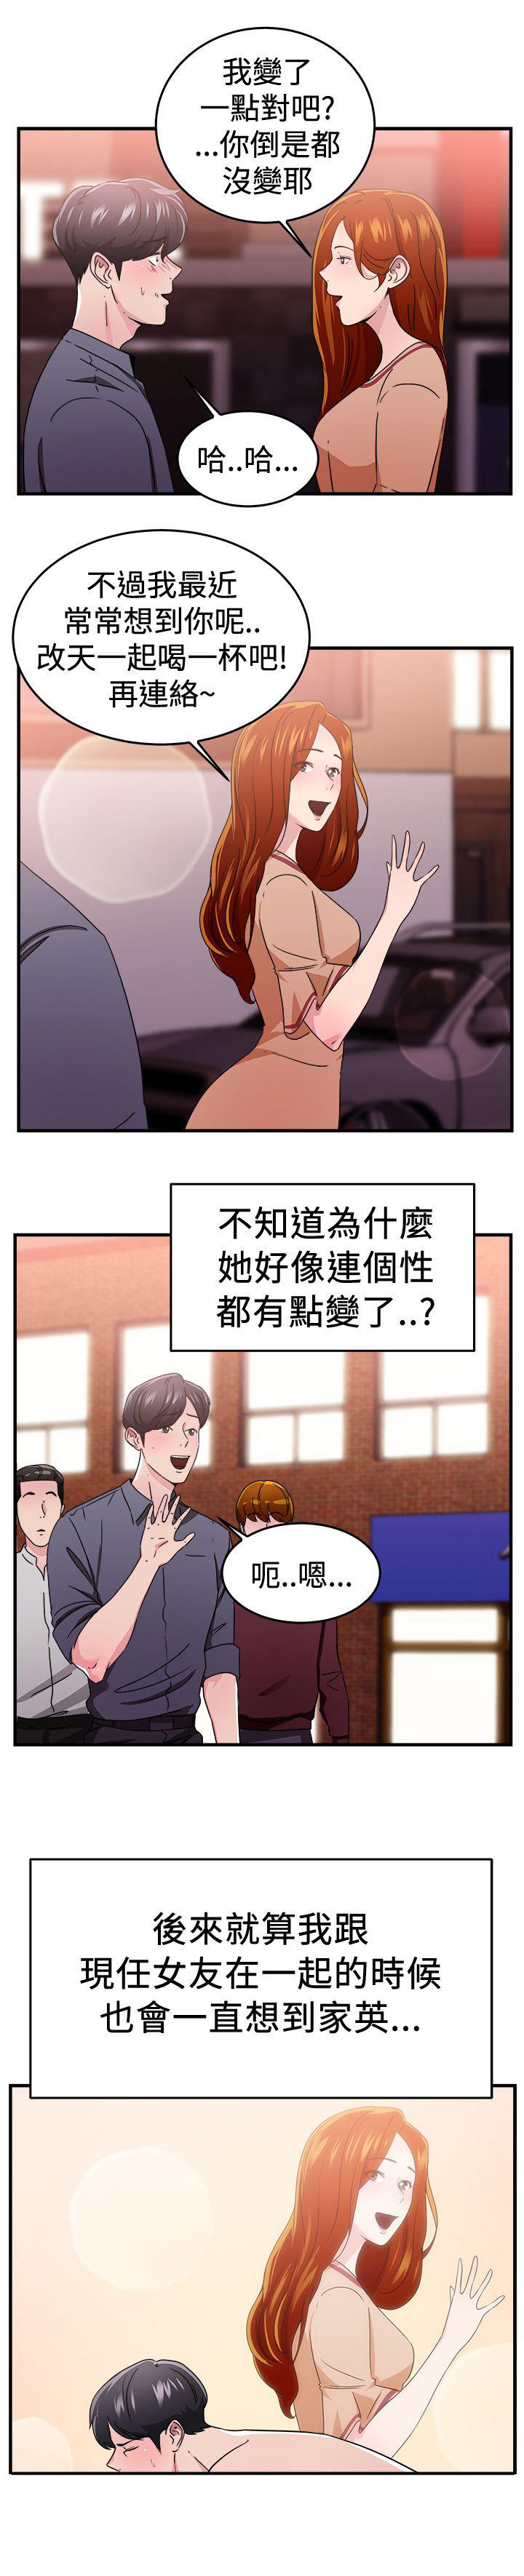 我變了
一點對吧?
...你倒是都
沒變耶
哈..哈...
不過我最近
常常想到你呢..
改天一起喝一杯吧!
再連絡~
不知道為什麼
她好像連個性
都有點變了..?
呃..嗯...
後來就算我跟
現任女友在一起的時候
也會一直想到家英...